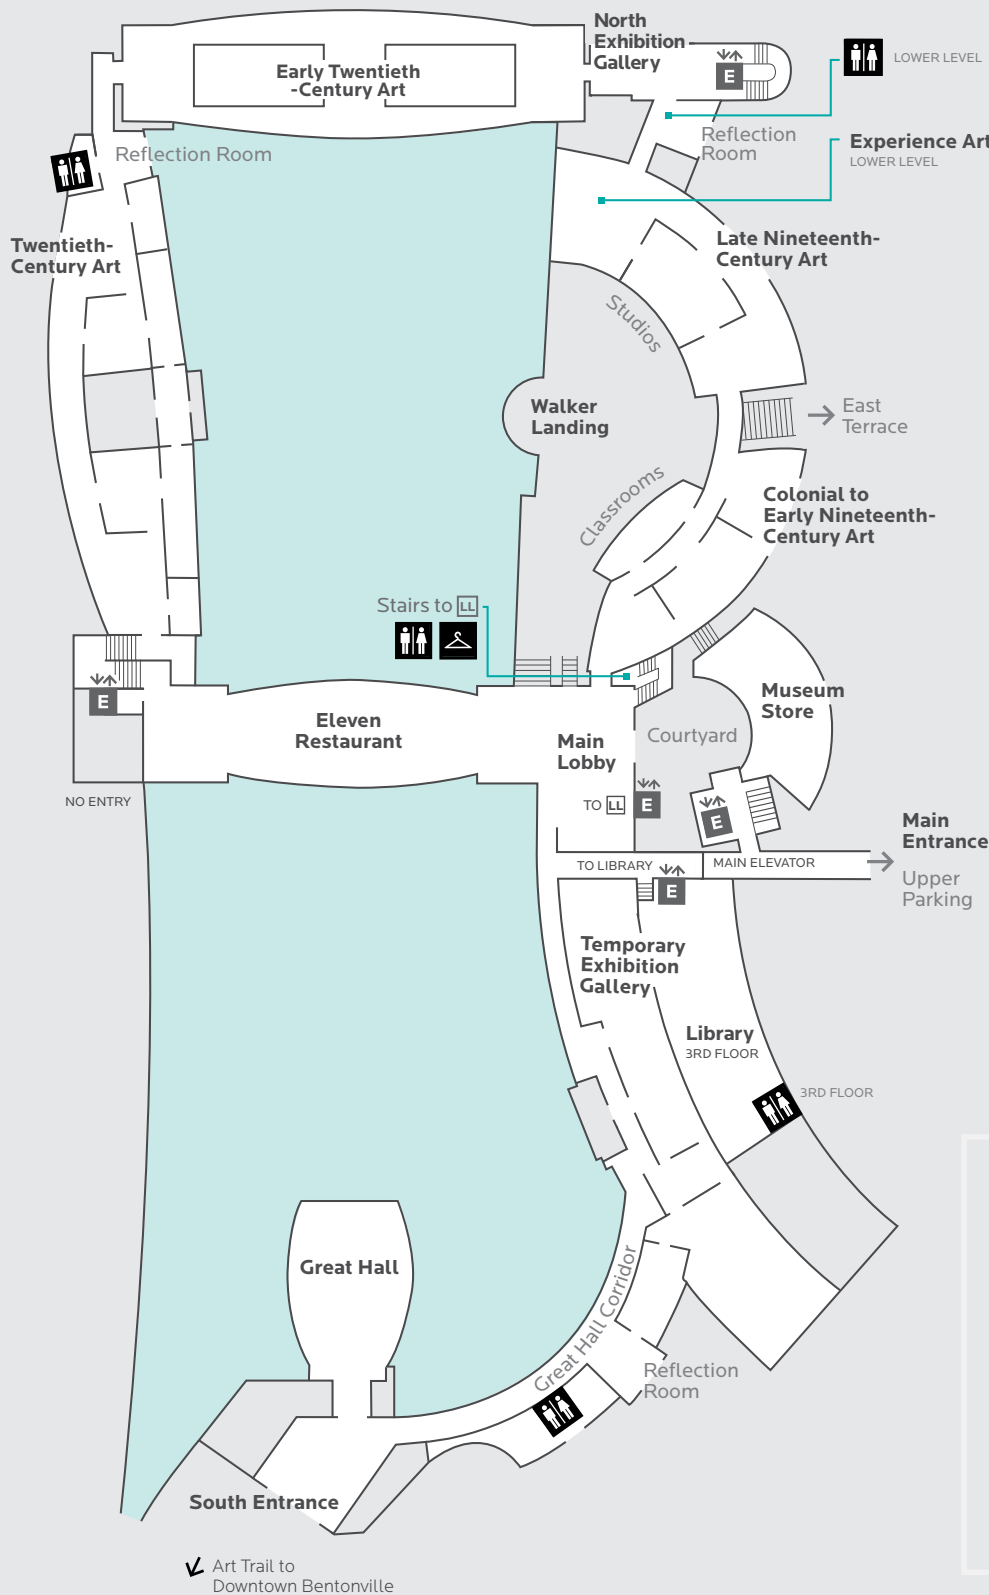 North
Exhibition
Gallery
E
LOWER LEVEL
Early Twentieth
-Century Art
Reflection
Room
Experience Art
LOWER LEVEL
Reflection Room
Twentieth-
Century Art
Late Nineteenth-
Century Art
Studios
Walker
Landing
East
Terrace
Classrooms
Colonial to
Early Nineteenth-
Century Art
Stairs to LL
E
Eleven
Restaurant
Main
Lobby
Courtyard
Museum
Store
NO ENTRY
TO LL E
E
Main
Entrance
TO LIBRARY
MAIN ELEVATOR
E
Upper
Parking
Temporary
Exhibition
Gallery
Library
3RD FLOOR
3RD FLOOR
Great Hall
Great Hall Corridor
Reflection
Room
South Entrance
Art Trail to
Downtown Bentonville